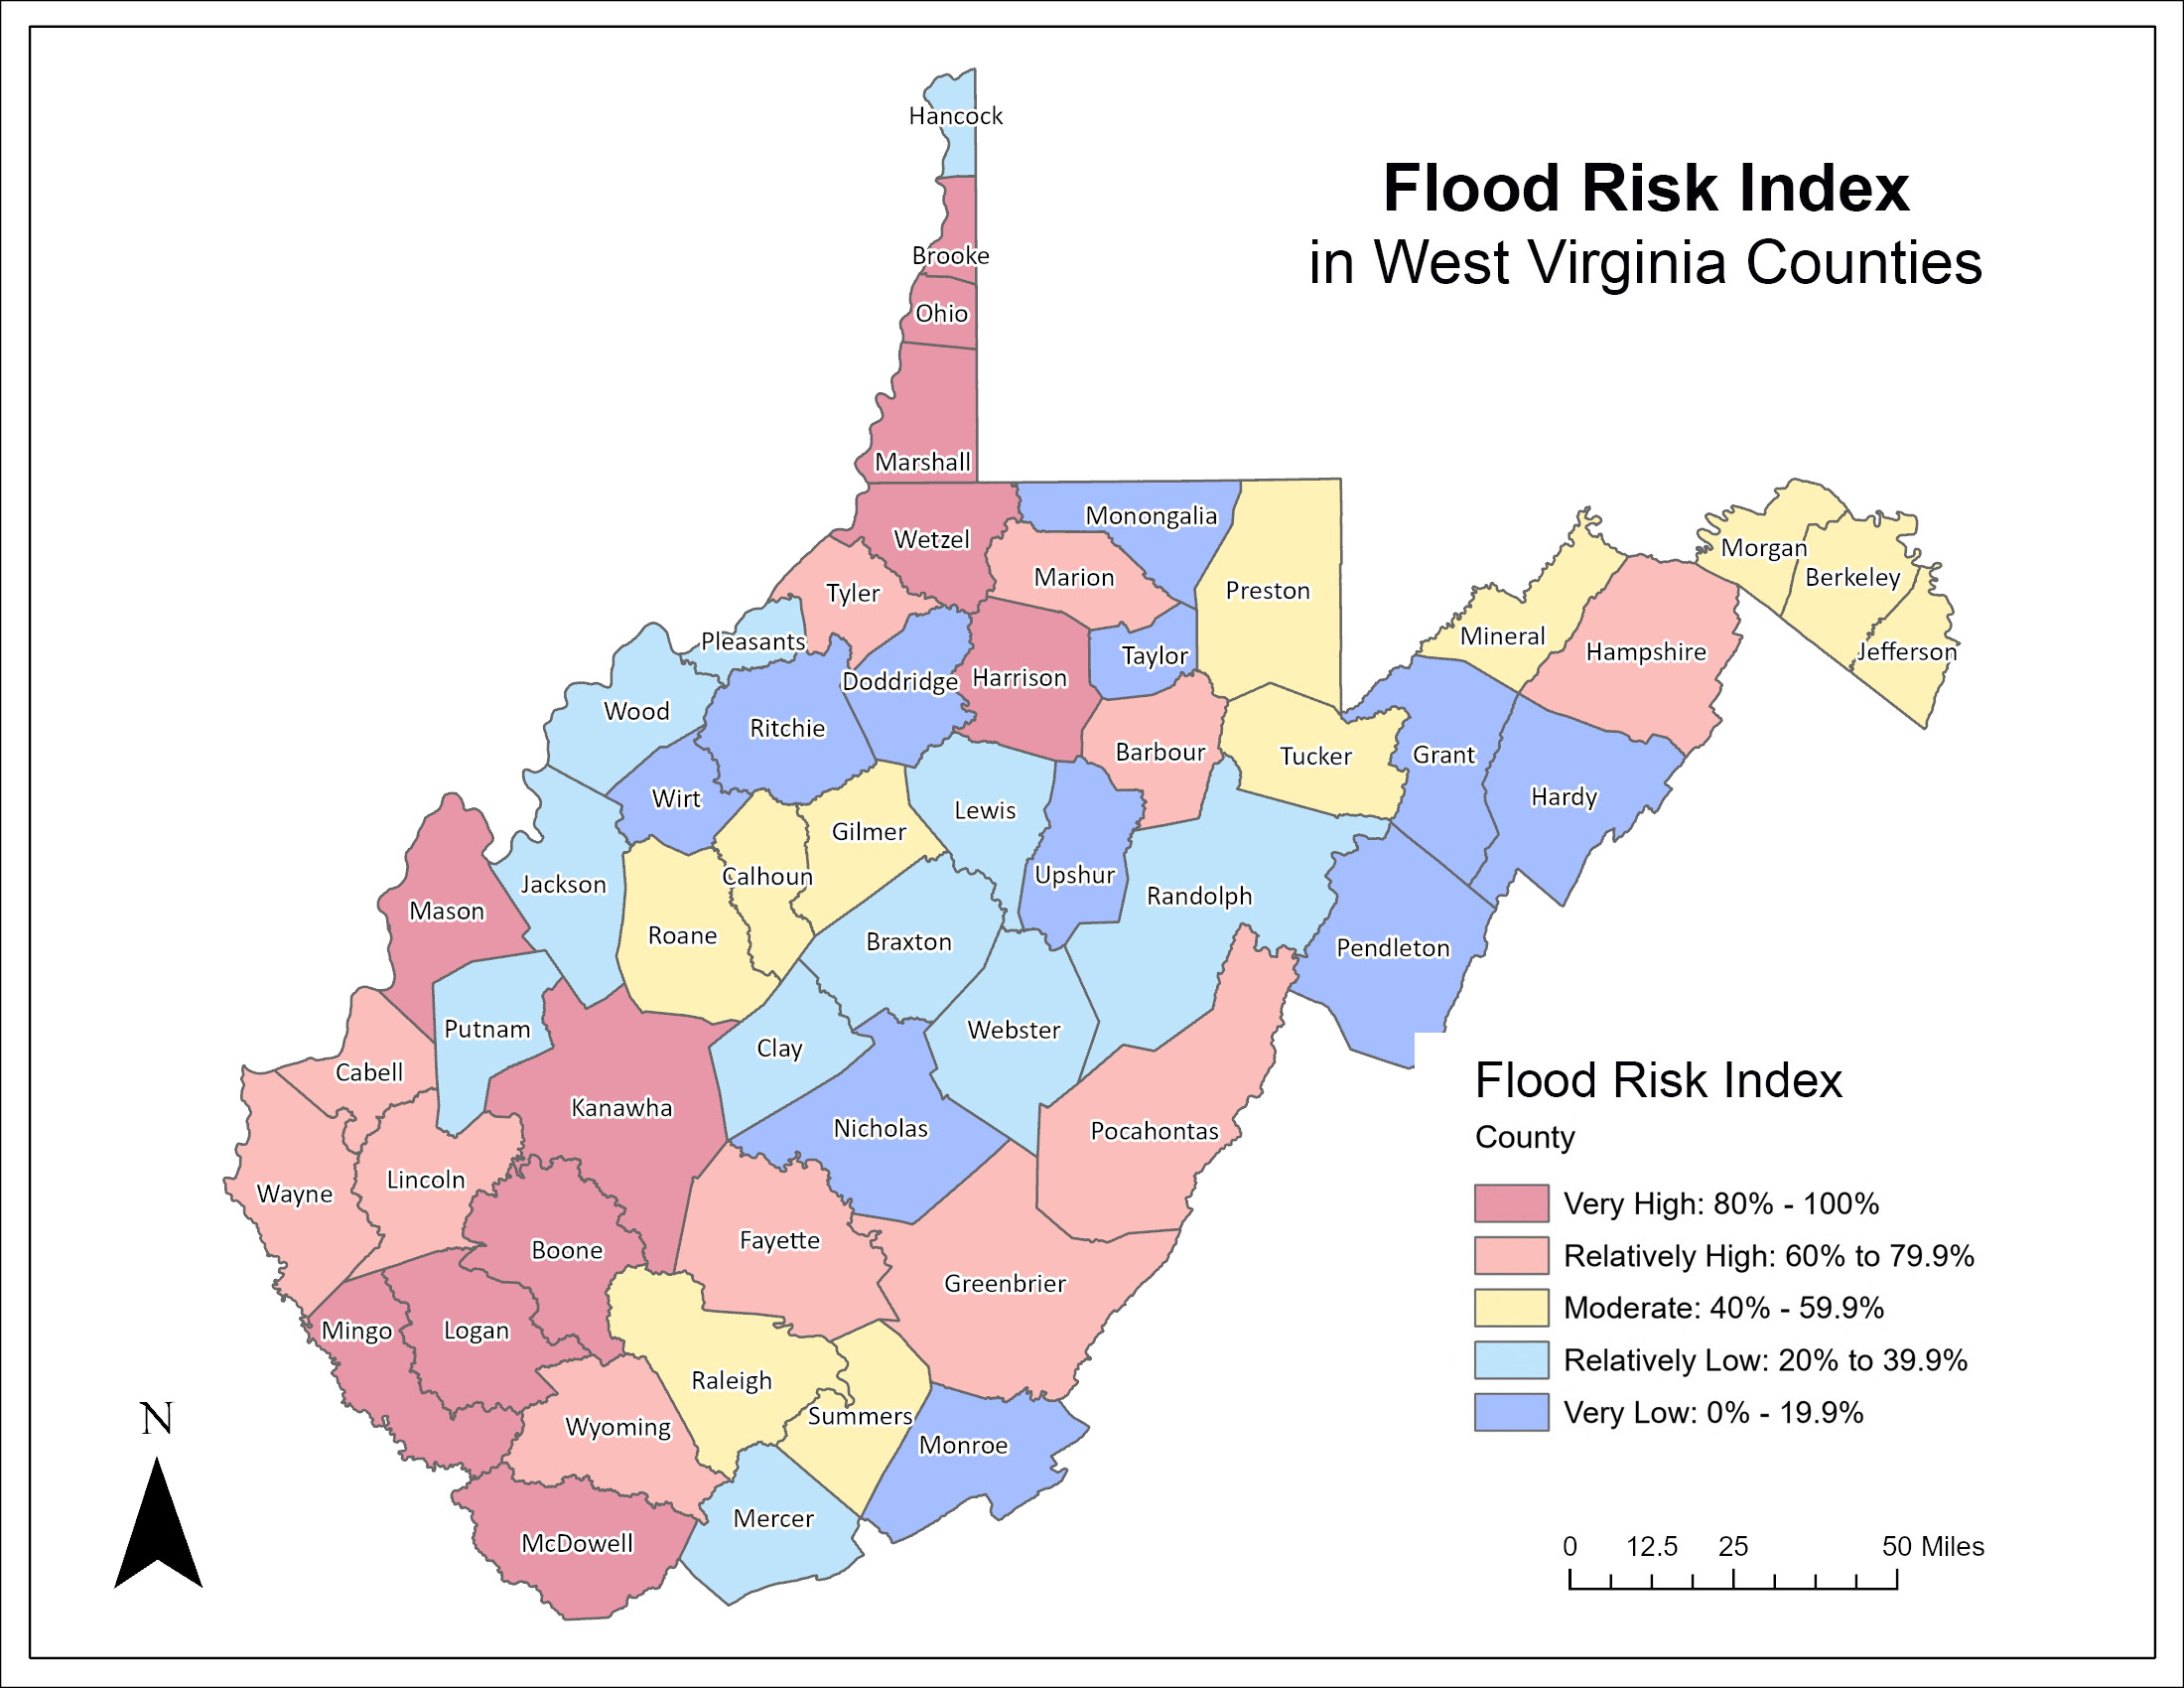 Flood Risk Index
in West Virginia Counties
Hancock
Brooke
Ohio
Marshall
Wetzel
Monongalia
Marion
Preston
Tyler
Pleasants
Taylor
Doddridge
Harrison
Morgan
Berkeley
Jefferson
Mineral
Hampshire
Wood
Ritchie
Barbour
Tucker
Grant
Hardy
Wirt
Gilmer
Lewis
Calhoun
Upshur
Jackson
Randolph
Mason
Roane
Braxton
Pendleton
Putnam
Clay
Webster
Cabell
Kanawha
Nicholas
Pocahontas
Wayne
Lincoln
Boone
Fayette
Greenbrier
Mingo
Logan
Raleigh
Summers
Wyoming
Monroe
Mercer
McDowell
Flood Risk Index
County
Very High: 80% - 100%
Relatively High: 60% to 79.9%
Moderate: 40% - 59.9%
Relatively Low: 20% to 39.9%
Very Low: 0% - 19.9%
N
0 12.5 25 50 Miles